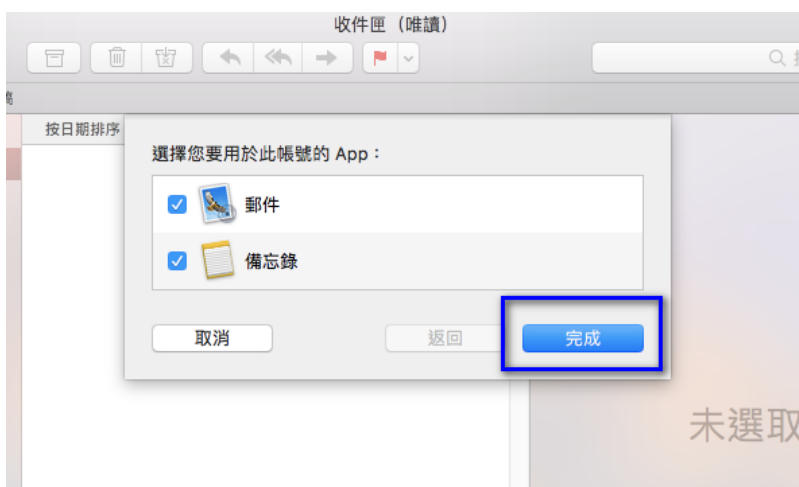 收件匣（唯讀）
按日期排序
選擇您要用於此帳號的 App：
郵件
備忘錄
取消
返回
完成
未選取